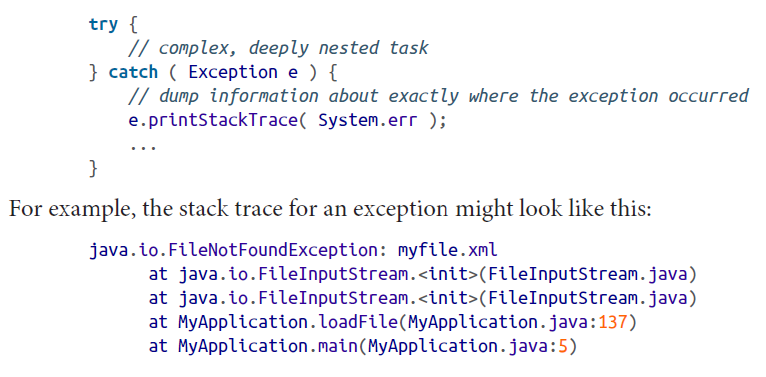 try {
// complex, deeply nested task
} catch ( Exception e ) {
// dump information about exactly where the exception occurred
e.printStackTrace( System.err );
...
}
For example, the stack trace for an exception might look like this:
java.io.FileNotFoundException: myfile.xml
at java.io.FileInputStream.<init>(FileInputStream.java)
at java.io.FileInputStream.<init>(FileInputStream.java)
at MyApplication.loadFile(MyApplication.java:137)
at MyApplication.main(MyApplication.java:5)